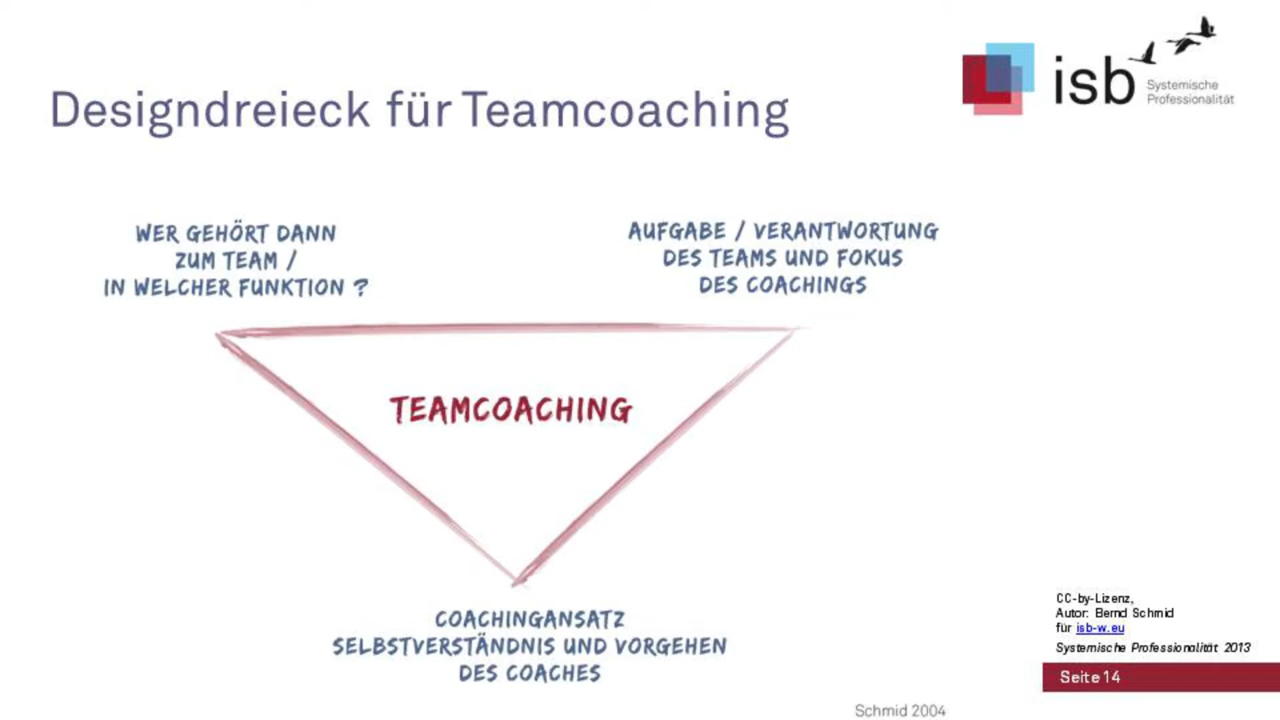 isb
Systemische
Professionalität
Designdreieck für Teamcoaching
WER GEHÖRT DANN
ZUM TEAM /
IN WELCHER FUNKTION ?
AUFGABE / VERANTWORTUNG
DES TEAMS UND FOKUS
DES COACHINGS
TEAMCOACHING
COACHINGANSATZ
SELBSTVERSTÄNDNIS UND VORGEHEN
DES COACHES
CC-by-Lizenz,
Autor: Bernd Schmid
für isb-w.eu
Systemische Professionalität 2013
Seite 14
Schmid 2004